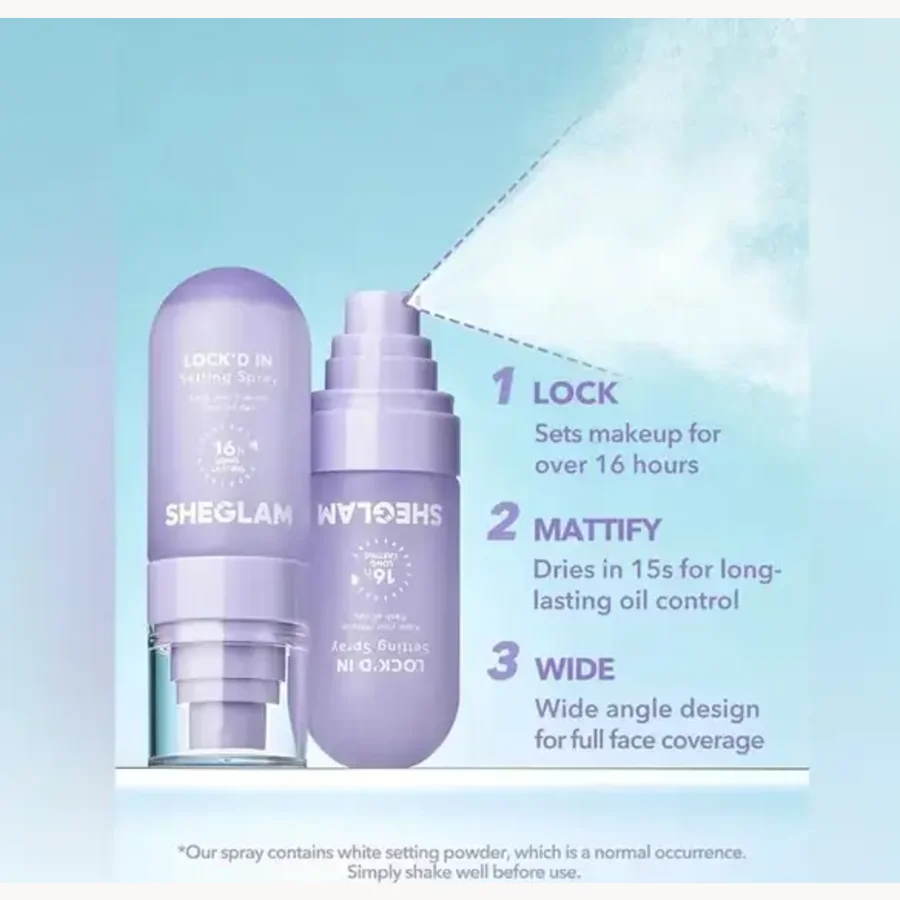 LOCK'D IN
Setting Spray
16h
LONG
LASTING
SHEGLAM
SHEGLAM
16h
LONG
LASTING
Setting Spray
LOCK'D IN
1 LOCK
Sets makeup for
over 16 hours
2 MATTIFY
Dries in 15s for long-
lasting oil control
3 WIDE
Wide angle design
for full face coverage
*Our spray contains white setting powder, which is a normal occurrence.
Simply shake well before use.